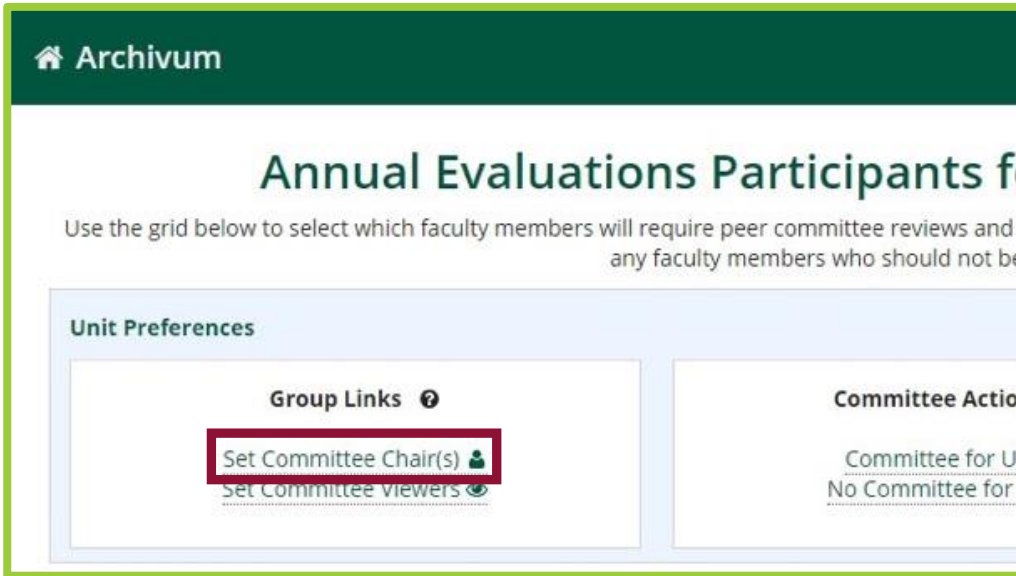 Archivum
Annual Evaluations Participants
Use the grid below to select which faculty members will require peer committee reviews and
any faculty members who should not
Unit Preferences
Group Links
Committee
Set Committee Chair(s)
Committee for
Set Committee Viewers
No Committee for